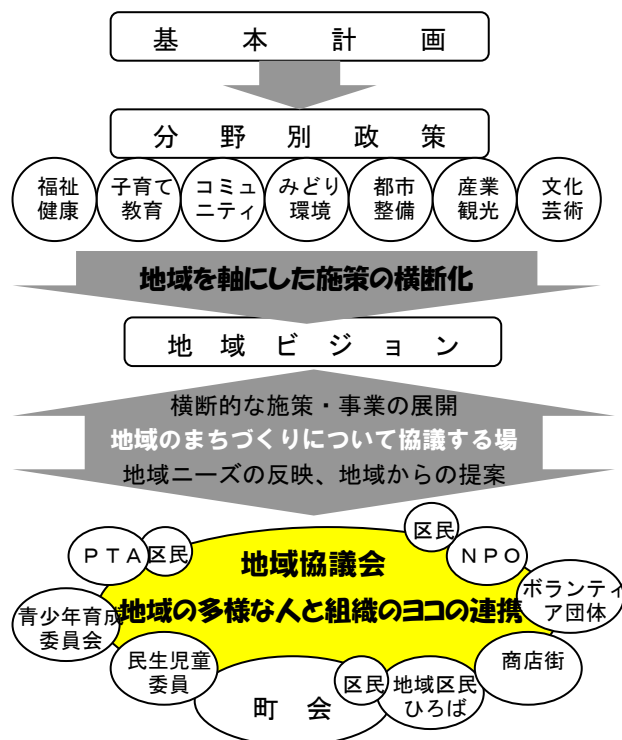 基本計画
分野別政策
福祉
健康
子育て
教育
コミュ
ニティ
みどり
環境
都市
整備
産業
観光
文化
芸術
地域を軸にした施策の横断化
地域ビジョン
横断的な施策・事業の展開
地域のまちづくりについて協議する場
地域ニーズの反映、地域からの提案
区民
PTA
区民
NPO
地域協議会
ボランティ
ア団体
青少年育成
委員会
地域の多様な人と組織のヨコの連携
民生児童
委員
商店街
区民
地域区民
ひろば
町会